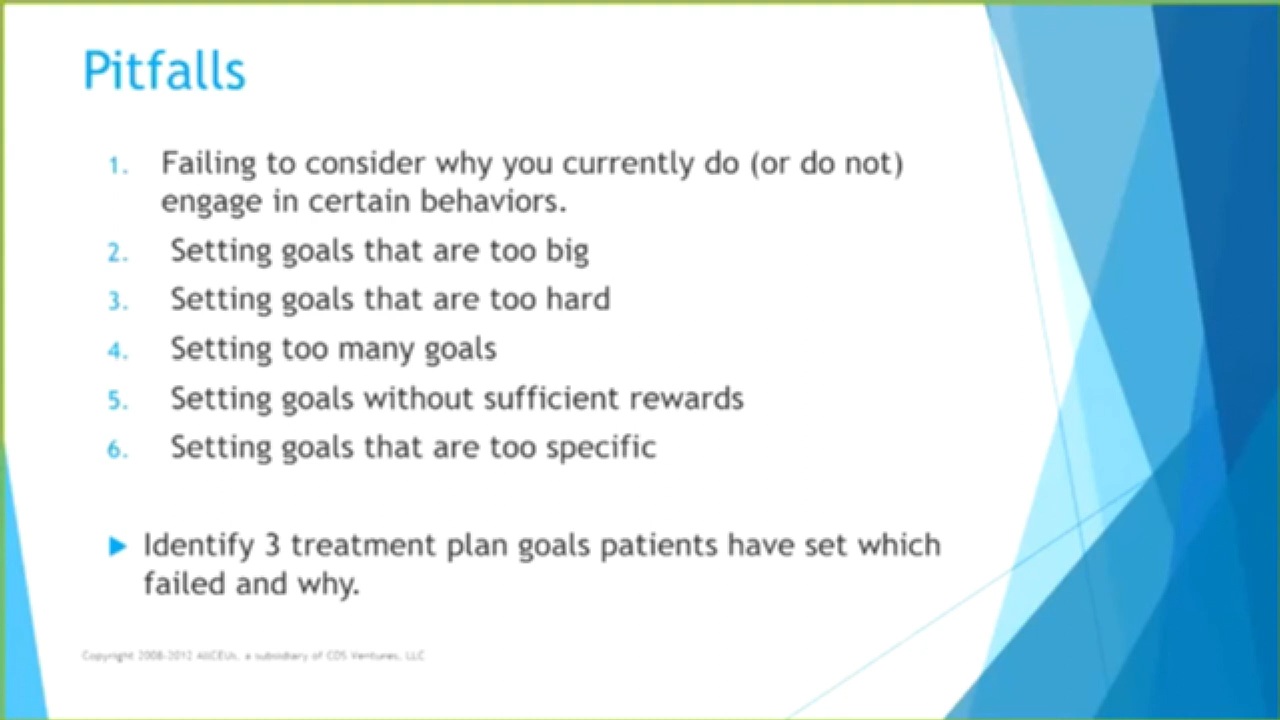 Pitfalls
1. Failing to consider why you currently do (or do not)
engage in certain behaviors.
2. Setting goals that are too big
3. Setting goals that are too hard
4. Setting too many goals
5. Setting goals without sufficient rewards
6. Setting goals that are too specific
Identify 3 treatment plan goals patients have set which
failed and why.
Copyright 2008-2012 AllCEUs, a subsidiary of CDS Ventures, LLC